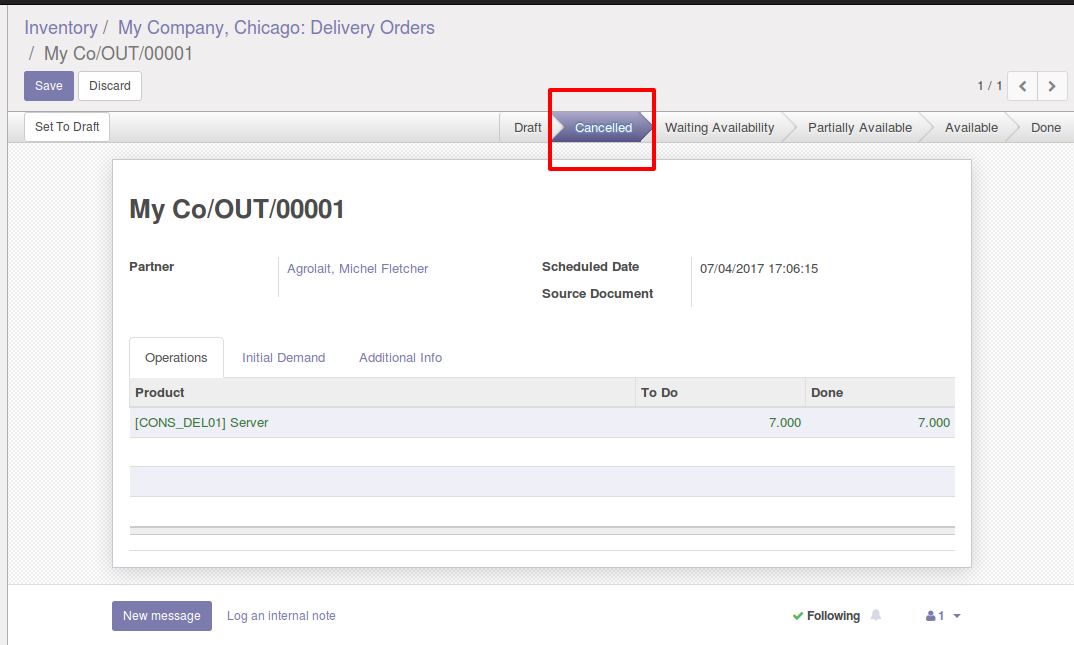 Inventory / My Company, Chicago: Delivery Orders
/ My Co/OUT/00001
Save Discard 1 / 1
Set To Draft Draft Cancelled Waiting Availability Partially Available Available Done
My Co/OUT/00001
Partner Agrolait, Michel Fletcher Scheduled Date 07/04/2017 17:06:15
Source Document
Operations Initial Demand Additional Info
Product To Do Done
[CONS_DEL01] Server 7.000 7.000
New message Log an internal note Following 1